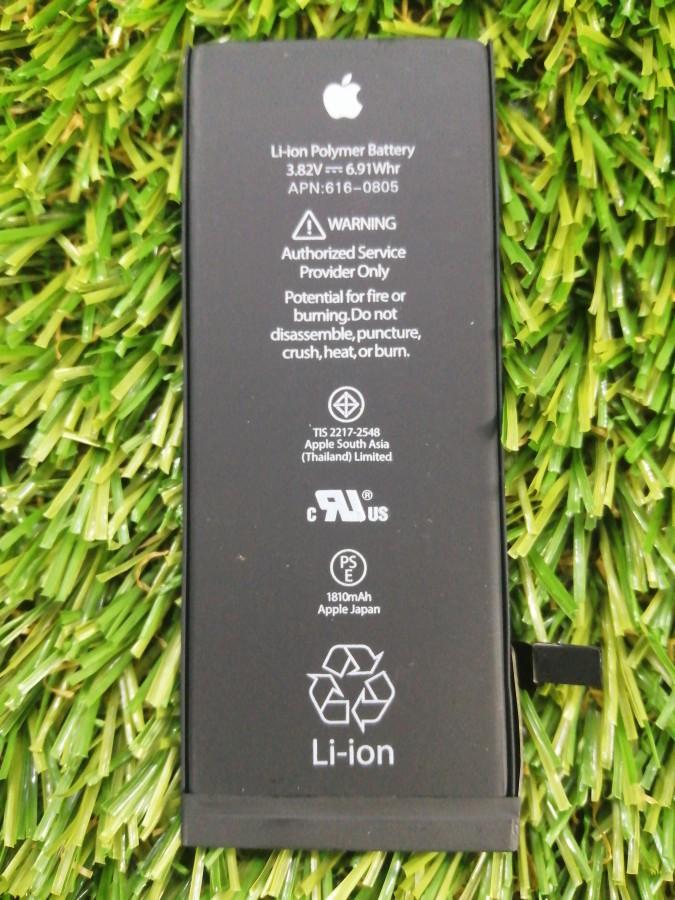 Li-ion Polymer Battery
3.82V ⎓ 6.91Whr
APN:616-0805
WARNING
Authorized Service
Provider Only
Potential for fire or
burning.Do not
disassemble,puncture,
crush,heat,or burn.
TIS 2217-2548
Apple South Asia
(Thailand) Limited
c RU® US
PS
E
1810mAh
Apple Japan
Li-ion